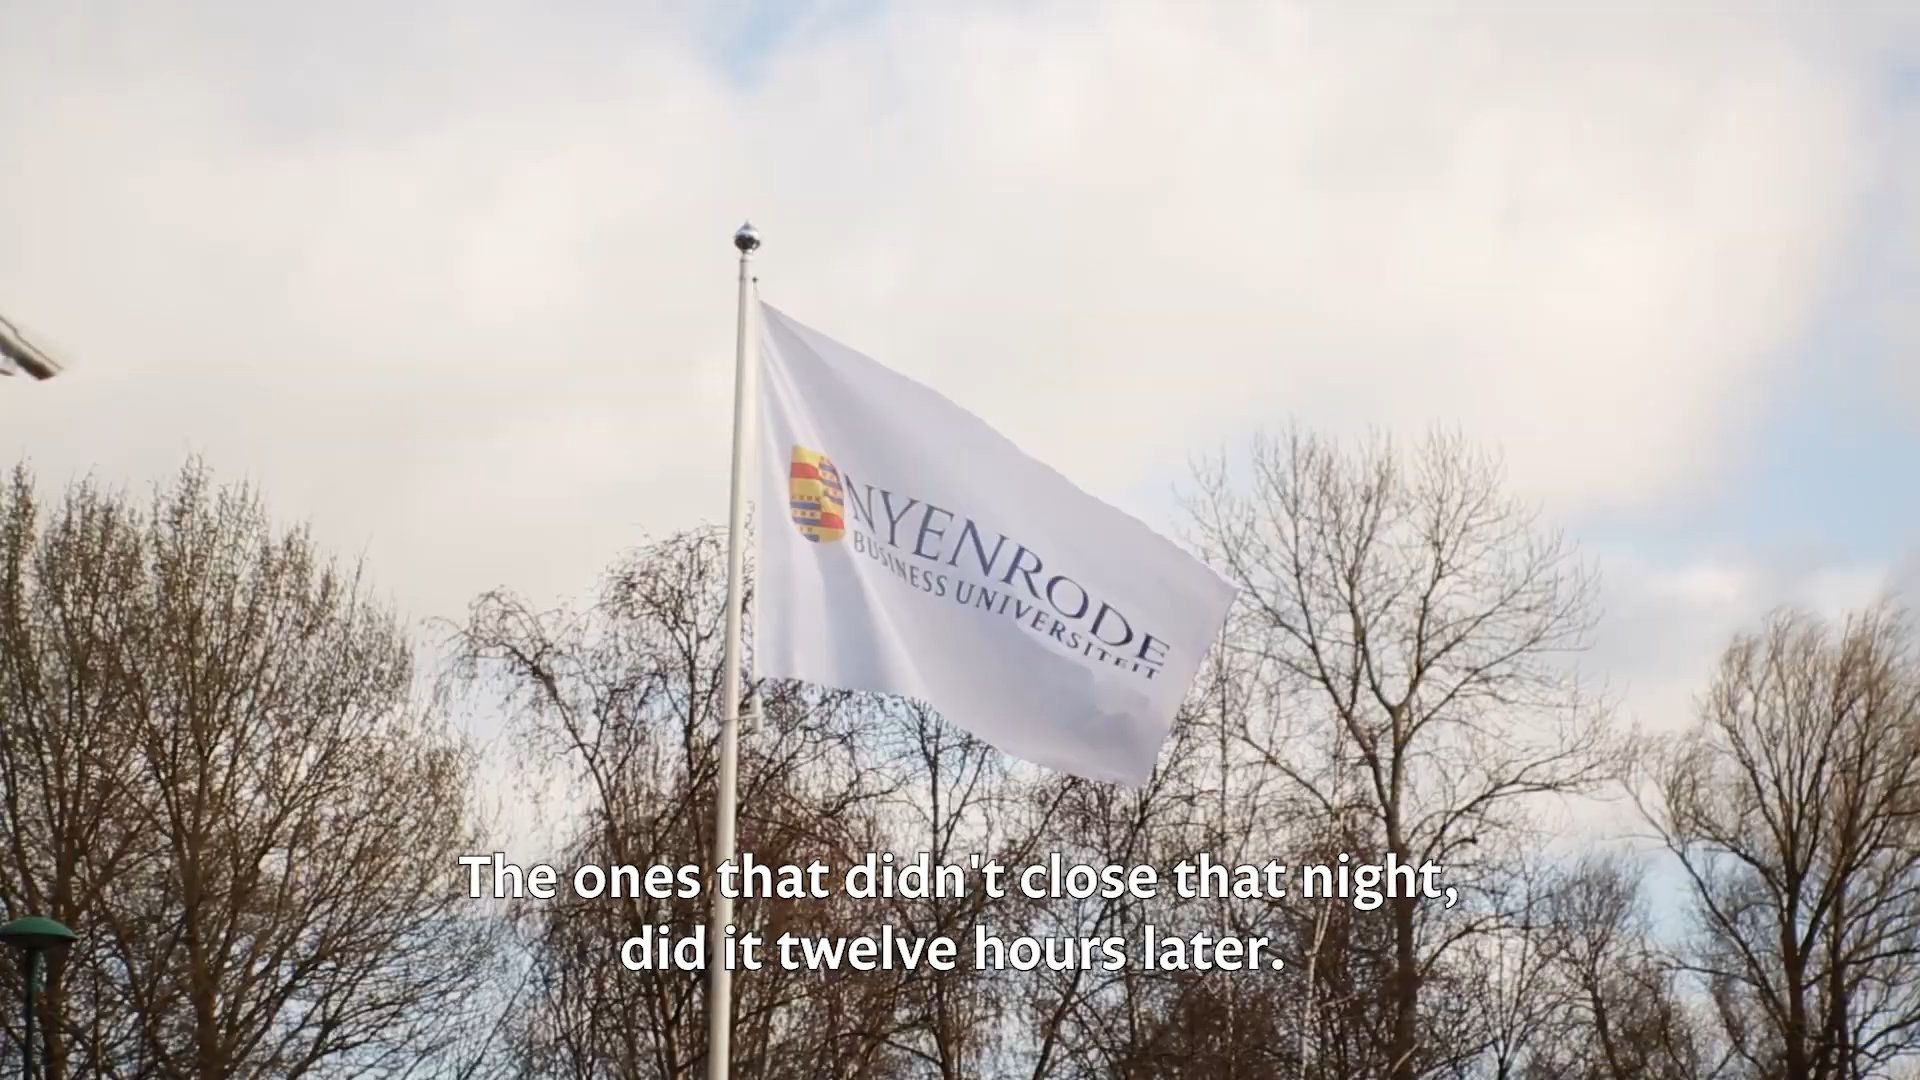 NYENRODE
BUSINESS UNIVERSITEIT
The ones that didn't close that night,
did it twelve hours later.